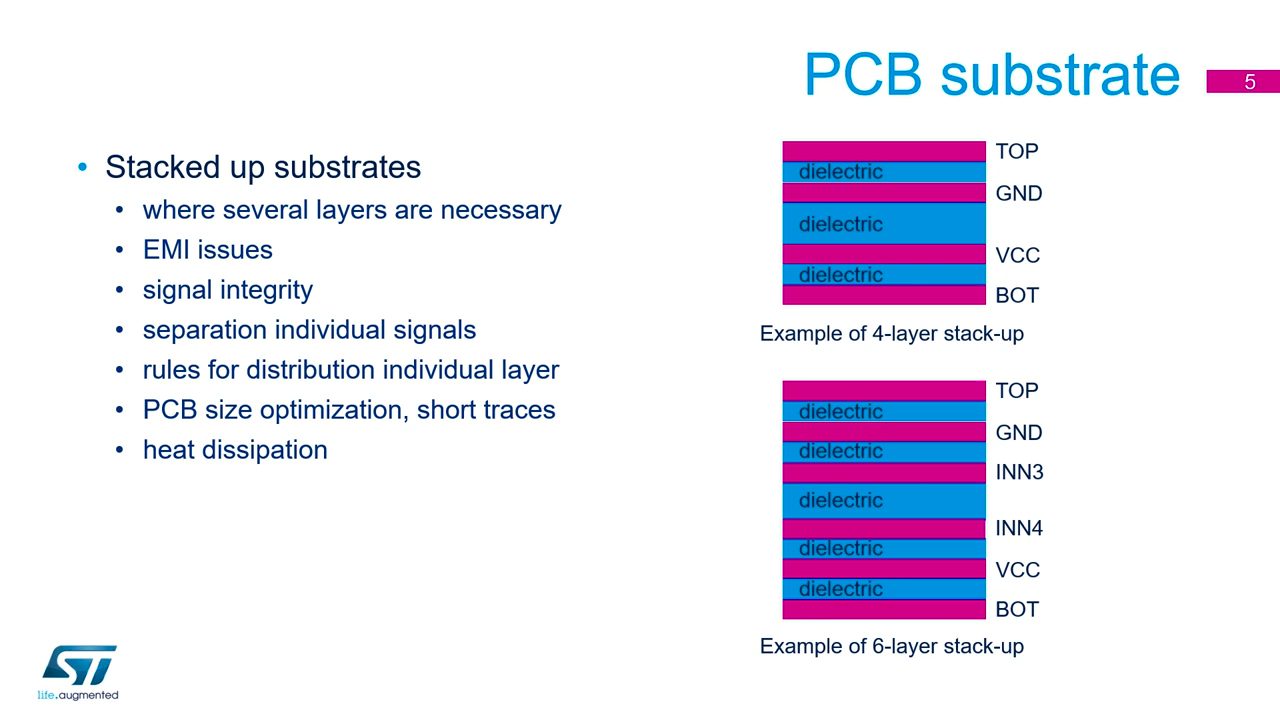 PCB substrate
5
• Stacked up substrates
• where several layers are necessary
• EMI issues
• signal integrity
• separation individual signals
• rules for distribution individual layer
• PCB size optimization, short traces
• heat dissipation
TOP
dielectric
GND
dielectric
VCC
dielectric
BOT
Example of 4-layer stack-up
TOP
dielectric
GND
dielectric
INN3
dielectric
INN4
dielectric
VCC
dielectric
BOT
Example of 6-layer stack-up
ST
life.augmented